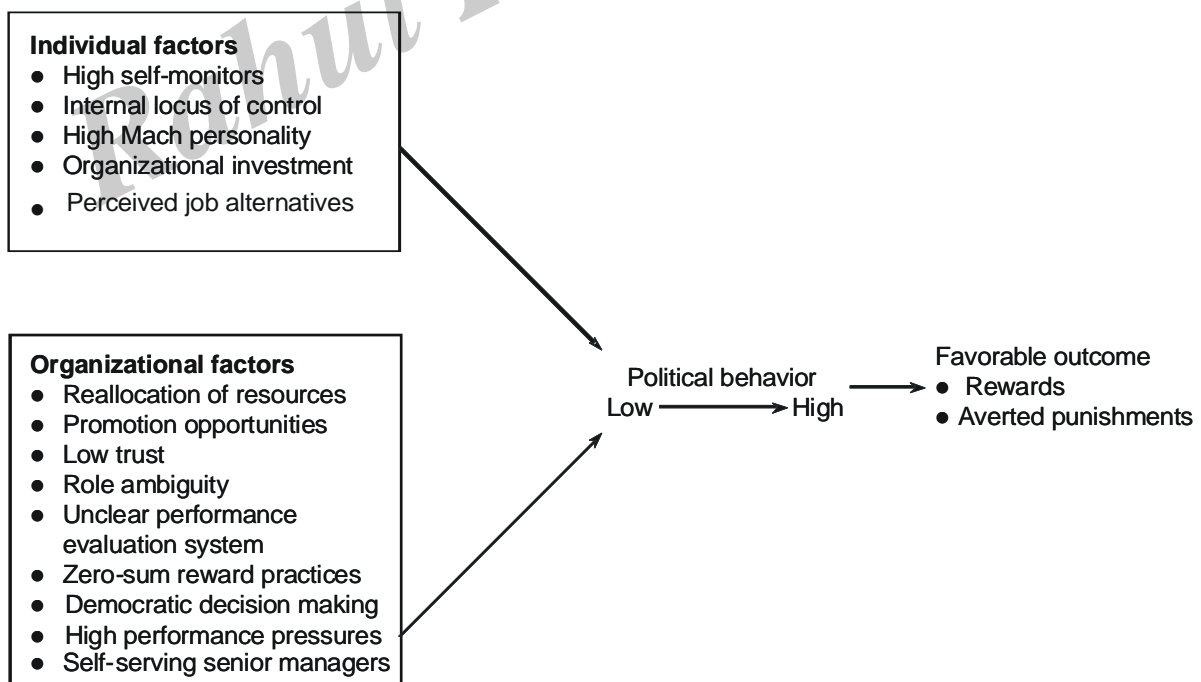 Rahul
Individual factors
● High self-monitors
● Internal locus of control
● High Mach personality
● Organizational investment
● Perceived job alternatives
Organizational factors
● Reallocation of resources
● Promotion opportunities
● Low trust
● Role ambiguity
● Unclear performance
evaluation system
● Zero-sum reward practices
● Democratic decision making
● High performance pressures
● Self-serving senior managers
Political behavior
Low High
Favorable outcome
● Rewards
● Averted punishments